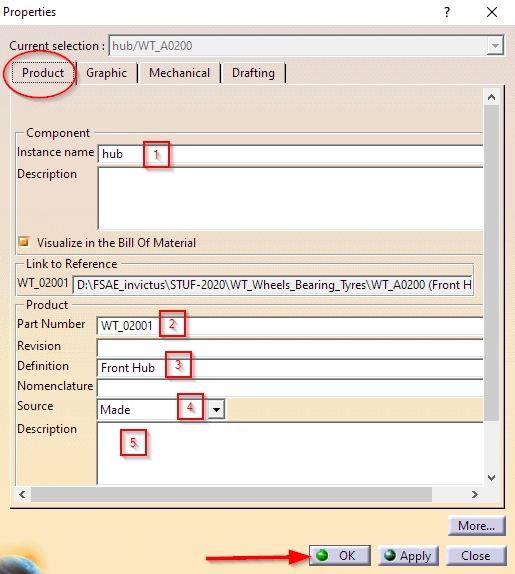 Properties ? ×
Current selection : hub/WT_A0200
Product Graphic Mechanical Drafting
Component
Instance name hub 1
Description
Visualize in the Bill Of Material
Link to Reference
WT_02001 D:\FSAE_invictus\STUF-2020\WT_Wheels_Bearing_Tyres\WT_A0200 (Front H
Product
Part Number WT_02001 2
Revision
Definition Front Hub 3
Nomenclature
Source Made 4
Description 5
More...
OK Apply Close